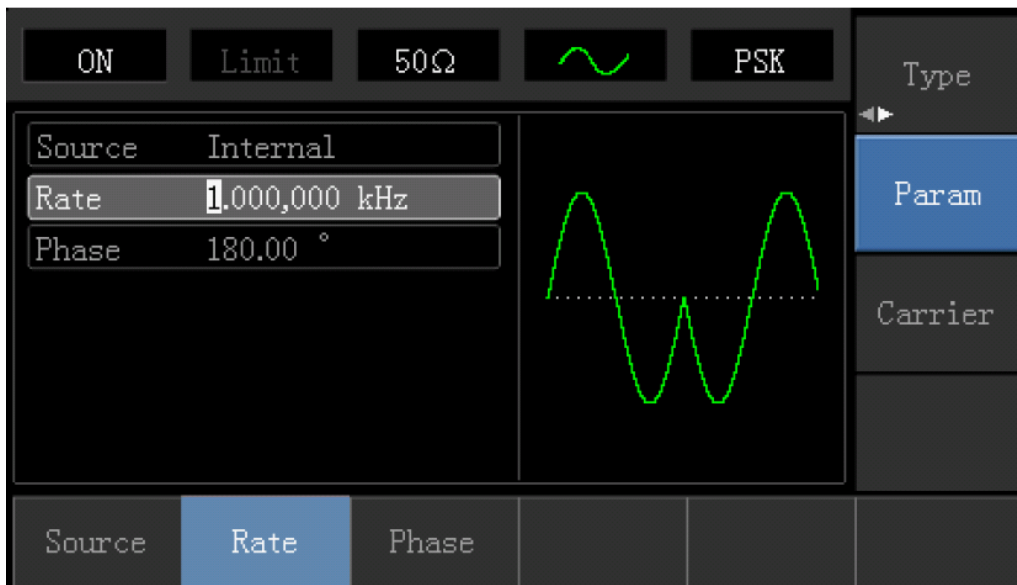 ON Limit 50Ω PSK
Type
Source Internal
Rate 1.000,000 kHz
Phase 180.00 °
Param
Carrier
Source Rate Phase